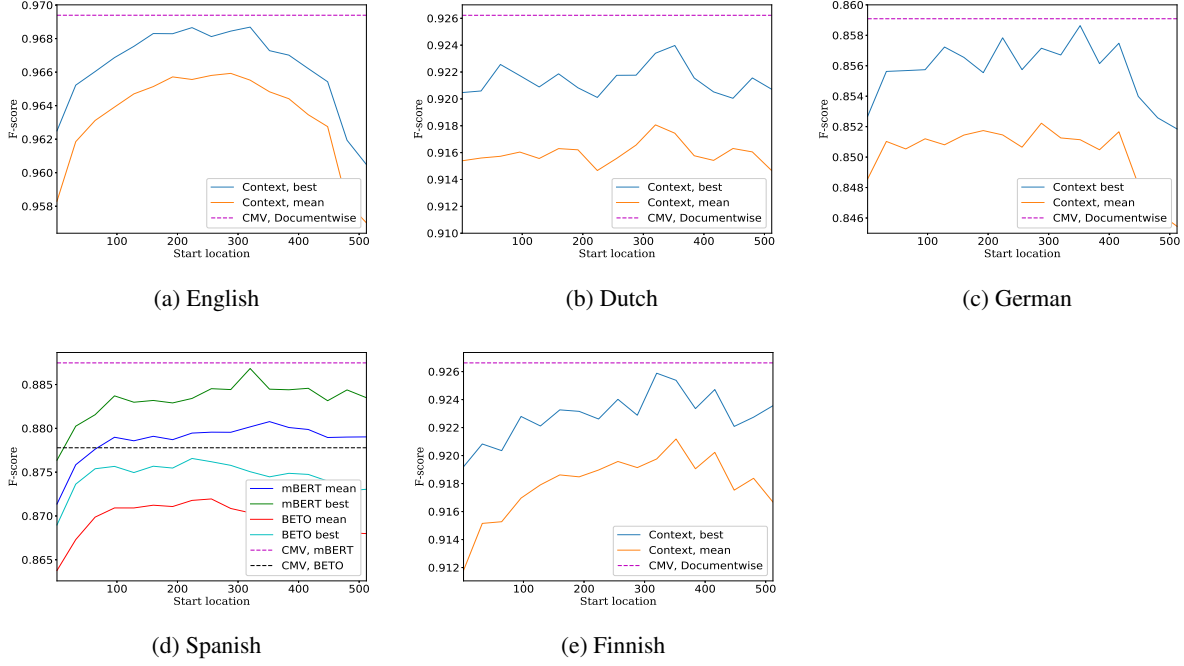 0.970
0.968
0.966
0.964
0.962
0.960
0.958
F-score
100 200 300 400 500
Start location
Context, best
Context, mean
CMV, Documentwise
(a) English
0.926
0.924
0.922
0.920
0.918
0.916
0.914
0.912
0.910
F-score
100 200 300 400 500
Start location
Context, best
Context, mean
CMV, Documentwise
(b) Dutch
0.860
0.858
0.856
0.854
0.852
0.850
0.848
0.846
F-score
100 200 300 400 500
Start location
Context best
Context, mean
CMV, Documentwise
(c) German
0.885
0.880
0.875
0.870
0.865
F-score
100 200 300 400 500
Start location
mBERT mean
mBERT best
BETO mean
BETO best
CMV, mBERT
CMV, BETO
(d) Spanish
0.926
0.924
0.922
0.920
0.918
0.916
0.914
0.912
F-score
100 200 300 400 500
Start location
Context, best
Context, mean
CMV, Documentwise
(e) Finnish